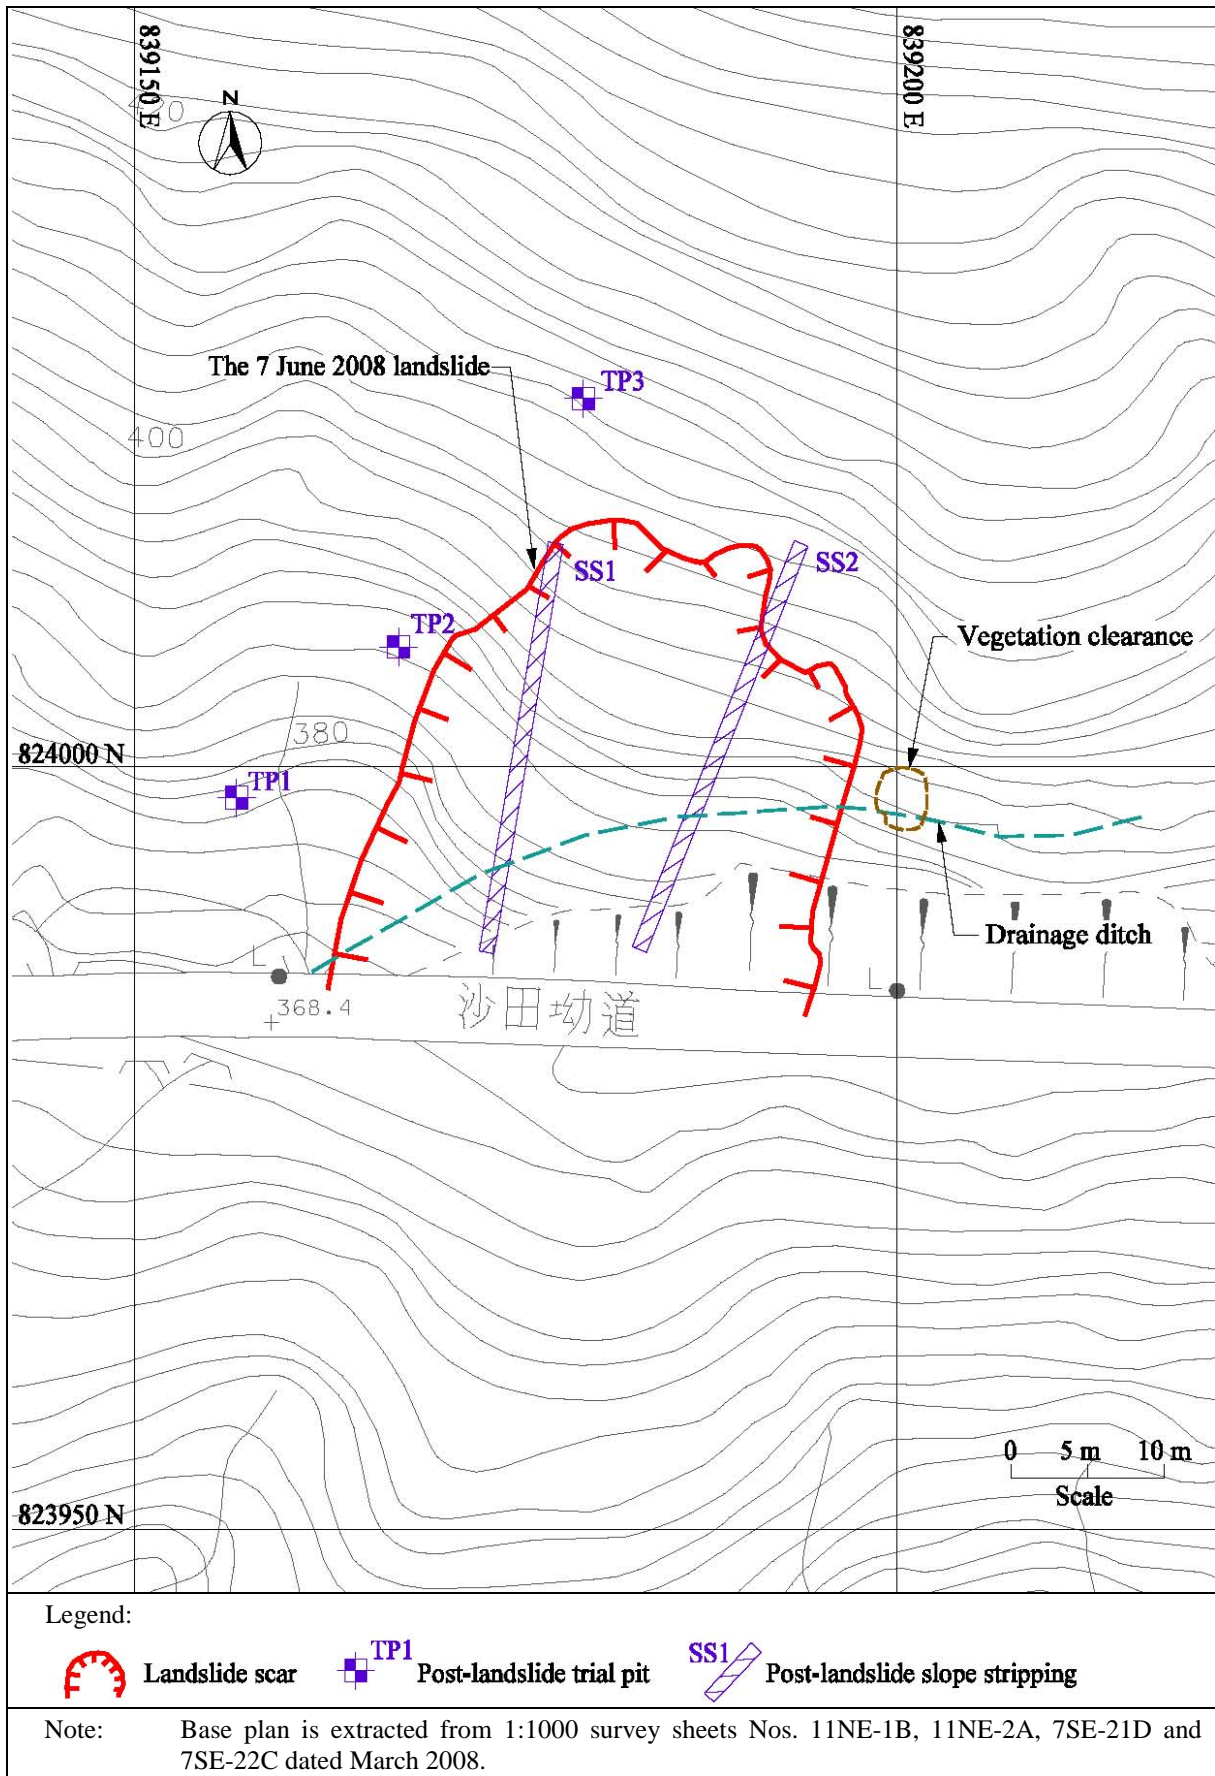 839150 E
839200 E
420
N
The 7 June 2008 landslide
TP3
400
SS1
SS2
TP2
Vegetation clearance
380
824000 N
TP1
Drainage ditch
L
L
368.4
沙田坳道
0 5 m 10 m
Scale
823950 N
Legend:
Landslide scar
TP1
Post-landslide trial pit
SS1
Post-landslide slope stripping
Note: Base plan is extracted from 1:1000 survey sheets Nos. 11NE-1B, 11NE-2A, 7SE-21D and
7SE-22C dated March 2008.